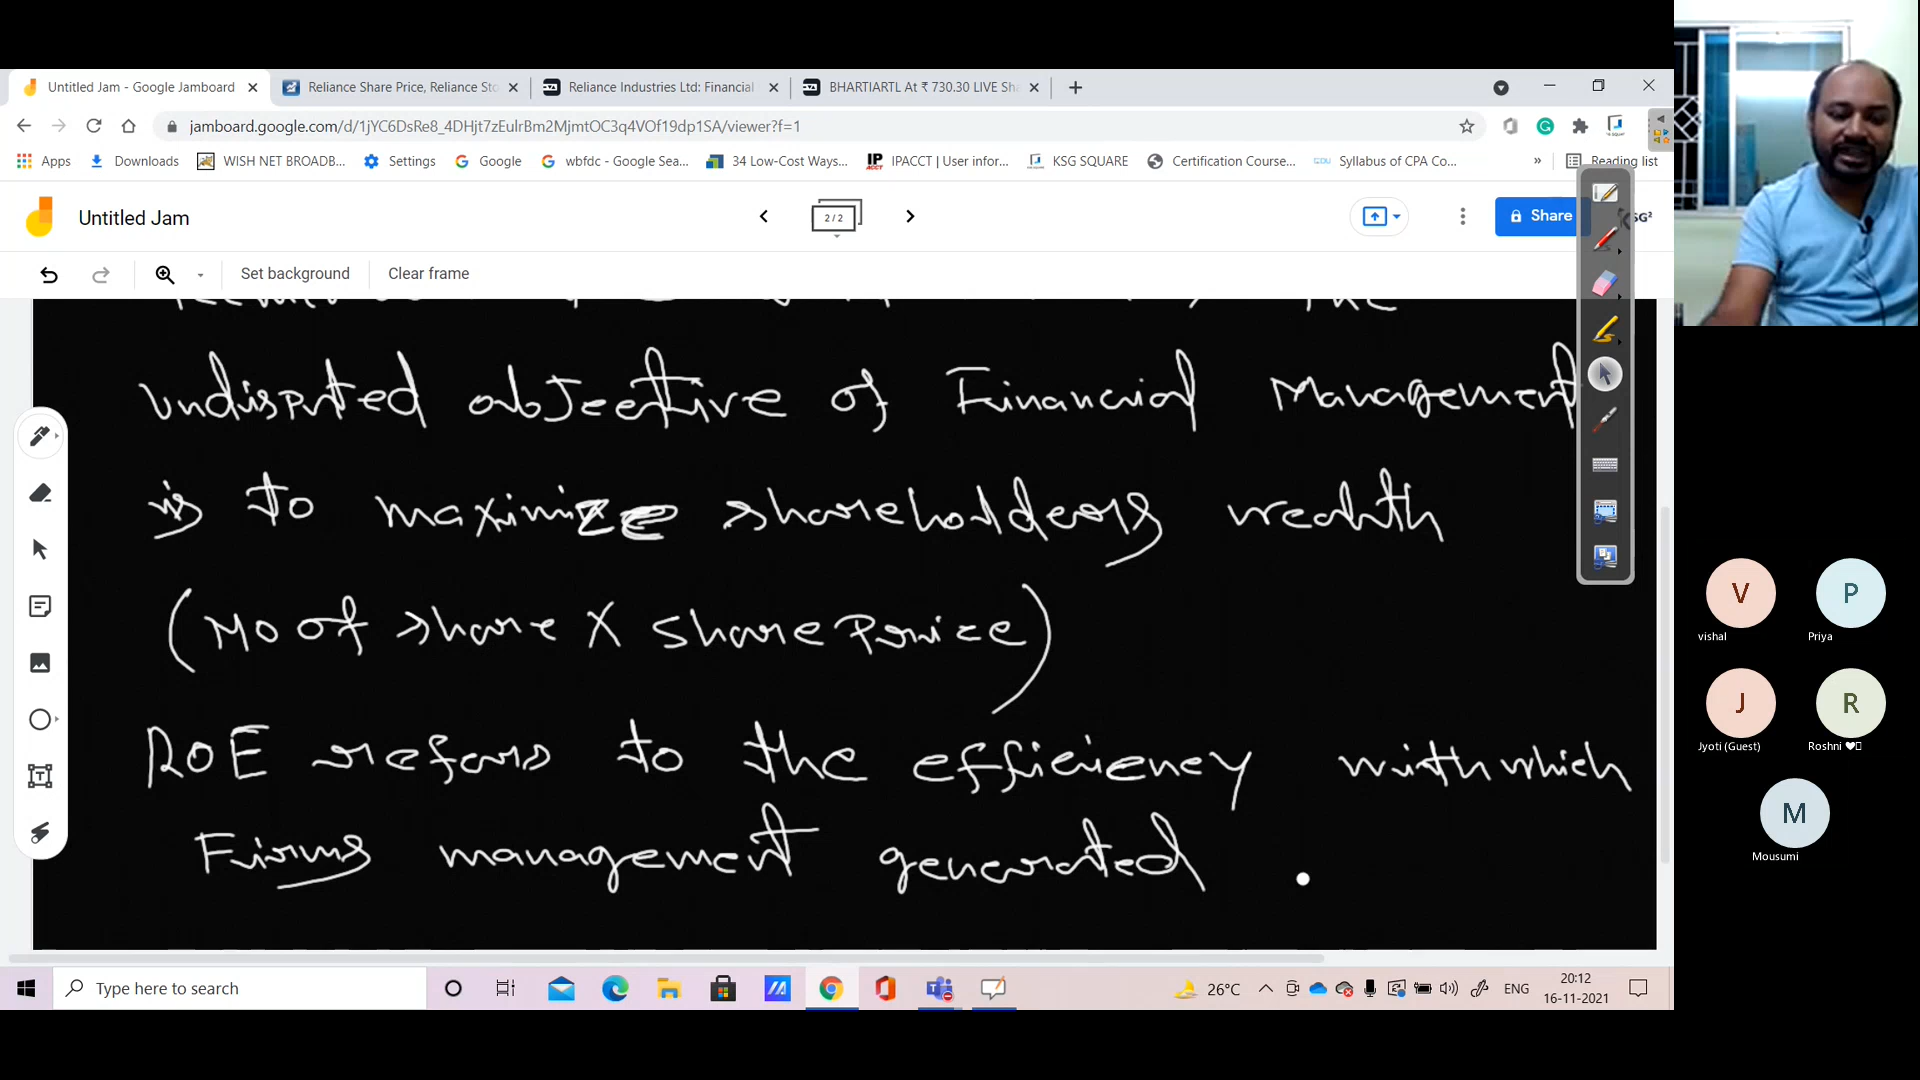 Untitled Jam - Google Jamboard
Reliance Share Price, Reliance Sto
Reliance Industries Ltd: Financial
BHARTIARTL At ₹ 730.30 LIVE Sh
jamboard.google.com/d/1jYC6DsRe8_4DHjt7zEulrBm2MjmtOC3q4VOf19dp1SA/viewer?f=1
Apps
Downloads
WISH NET BROADB...
Settings
Google
wbfdc - Google Sea...
34 Low-Cost Ways...
IPACCT | User infor...
KSG SQUARE
Certification Course...
Syllabus of CPA Co...
»
Reading list
Untitled Jam
2 / 2
Share
SG²
Set background
Clear frame
the
undisputed objective of Financial Management
is to maximize shareholders wealth
(No of share X share Price)
ROE refers to the efficiency with which
Firms management generated
V
vishal
P
Priya
J
Jyoti (Guest)
R
Roshni ❤
M
Mousumi
Type here to search
26°C
ENG
20:12
16-11-2021